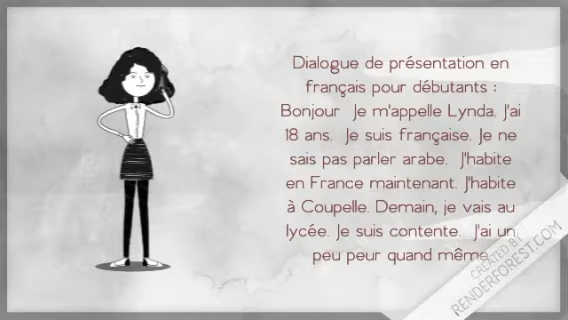 Dialogue de présentation en
français pour débutants :
Bonjour Je m'appelle Lynda. J'ai
18 ans. Je suis française. Je ne
sais pas parler arabe. J'habite
en France maintenant. J'habite
à Coupelle. Demain, je vais au
lycée. Je suis contente. J'ai un
peu peur quand même.
CREATED BY
RENDERFOREST.COM